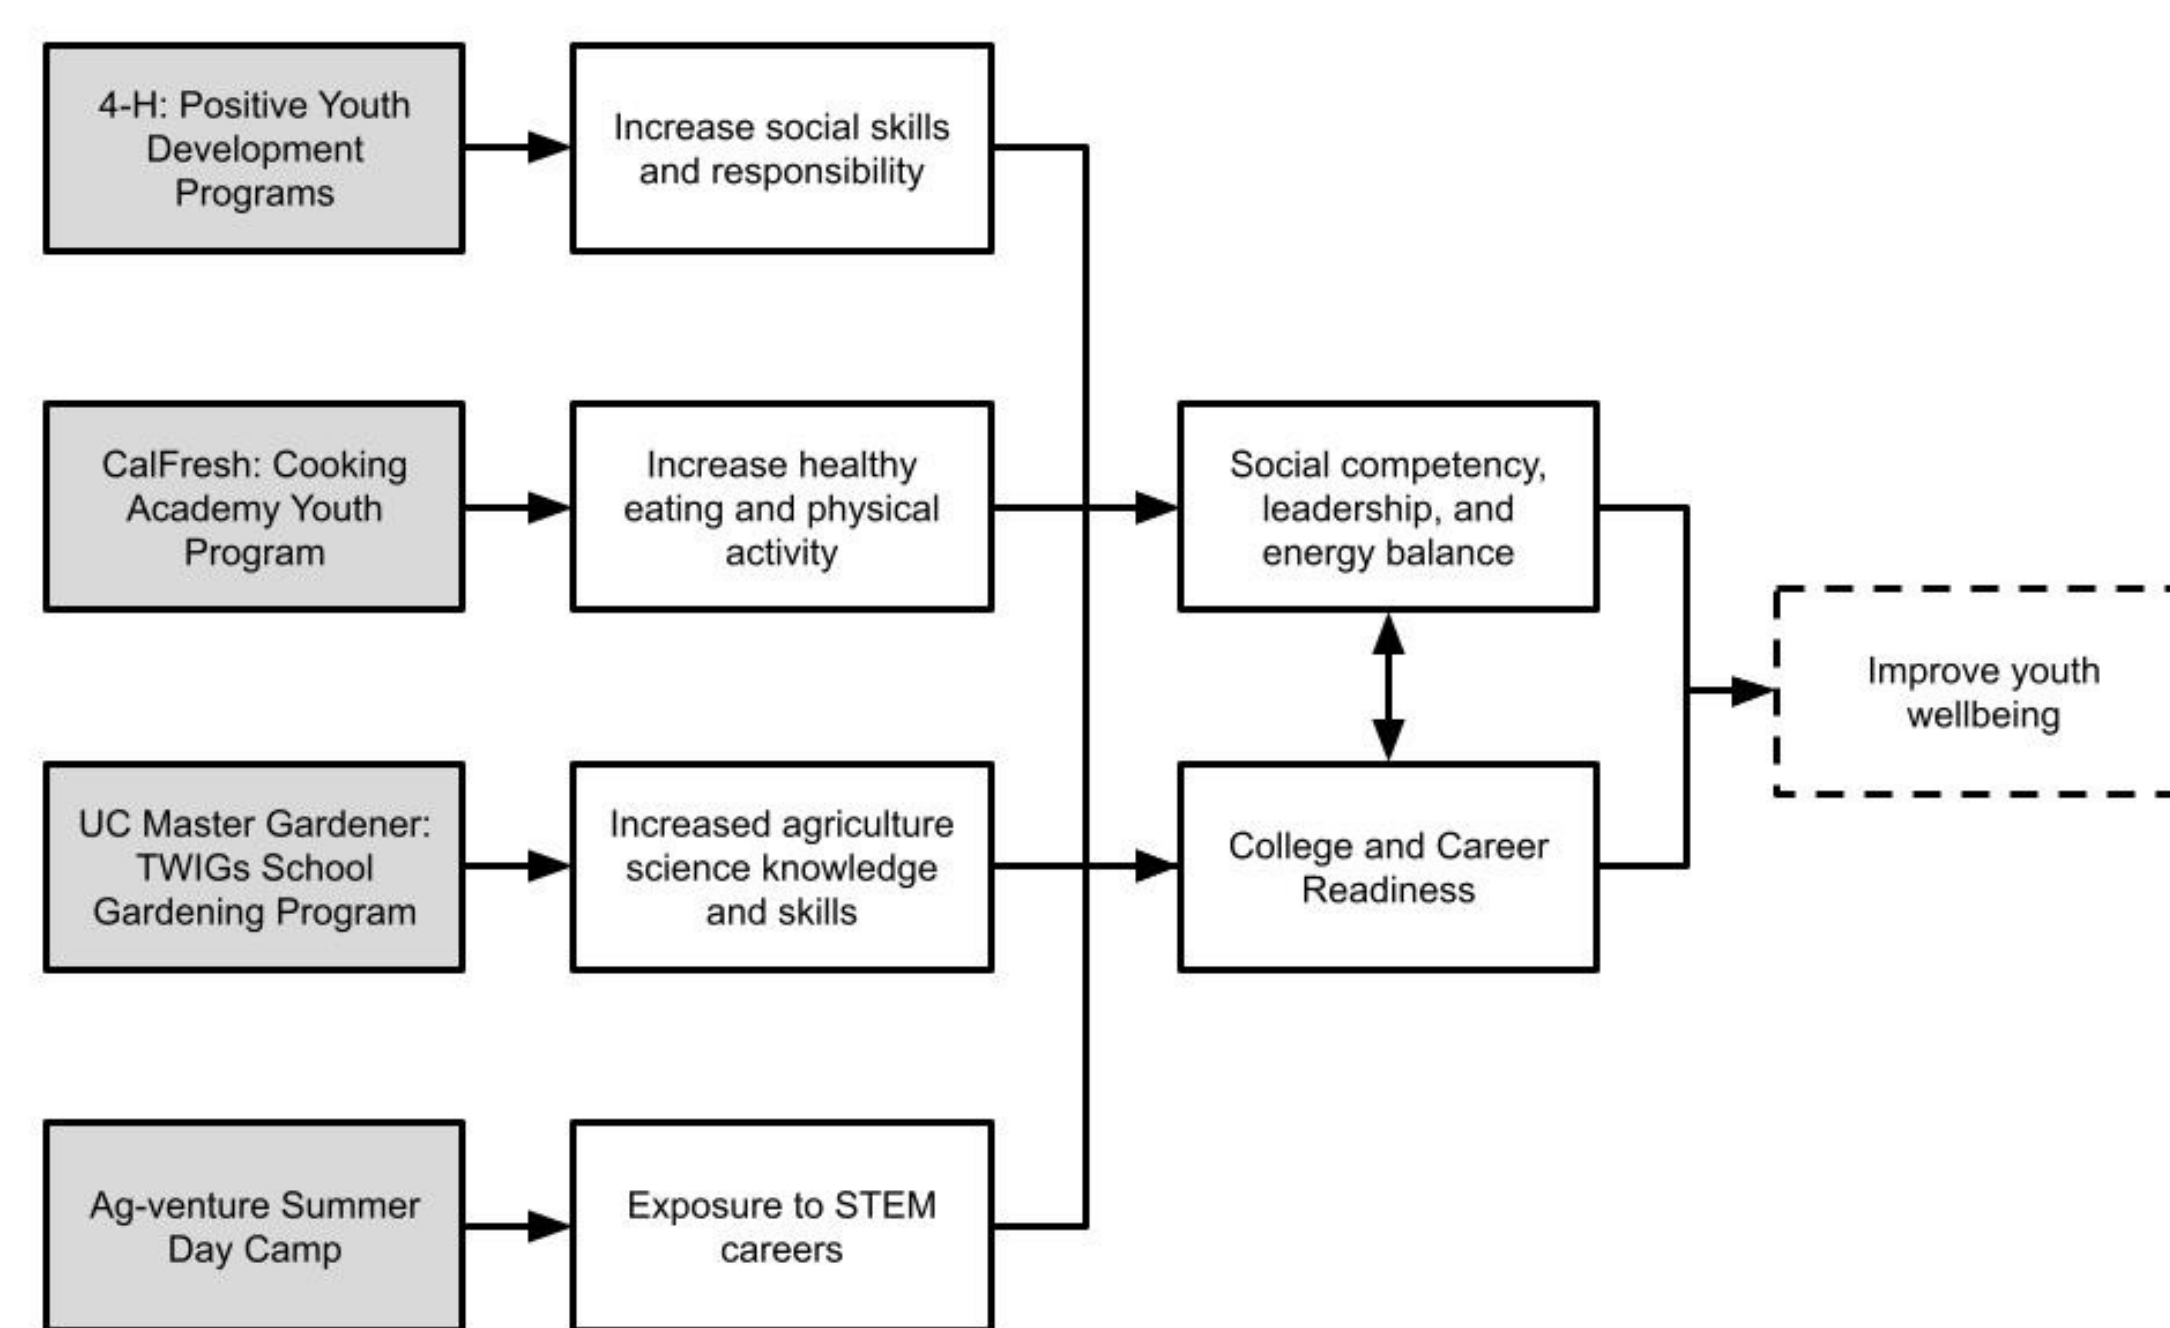 4-H: Positive Youth
Development
Programs
Increase social skills
and responsibility
CalFresh: Cooking
Academy Youth
Program
Increase healthy
eating and physical
activity
Social competency,
leadership, and
energy balance
Improve youth
wellbeing
UC Master Gardener:
TWIGs School
Gardening Program
Increased agriculture
science knowledge
and skills
College and Career
Readiness
Ag-venture Summer
Day Camp
Exposure to STEM
careers